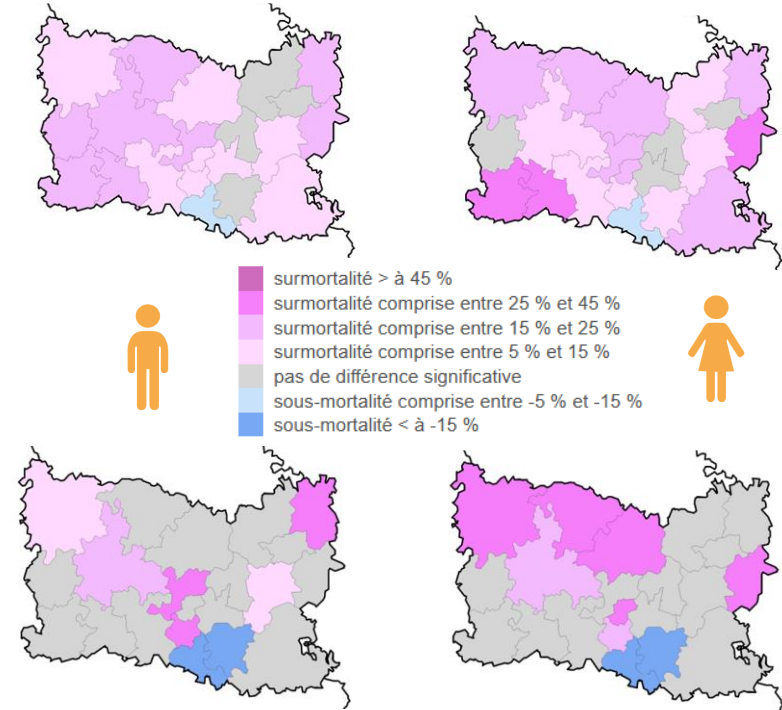 surmortalité > à 45 %
surmortalité comprise entre 25 % et 45 %
surmortalité comprise entre 15 % et 25 %
surmortalité comprise entre 5 % et 15 %
pas de différence significative
sous-mortalité comprise entre -5 % et -15 %
sous-mortalité < à -15 %